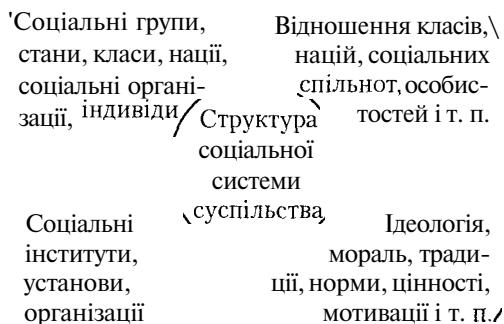 'Соціальні групи,
стани, класи, нації,
соціальні органі-
зації, індивіди
Відношення класів,\
націй, соціальних
спільнот, особис-
тостей і т. п.
Структура
соціальної
системи
суспільства
Соціальні
інститути,
установи,
організації
Ідеологія,
мораль, тради-
ції, норми, цінності,
мотивації і т. п.